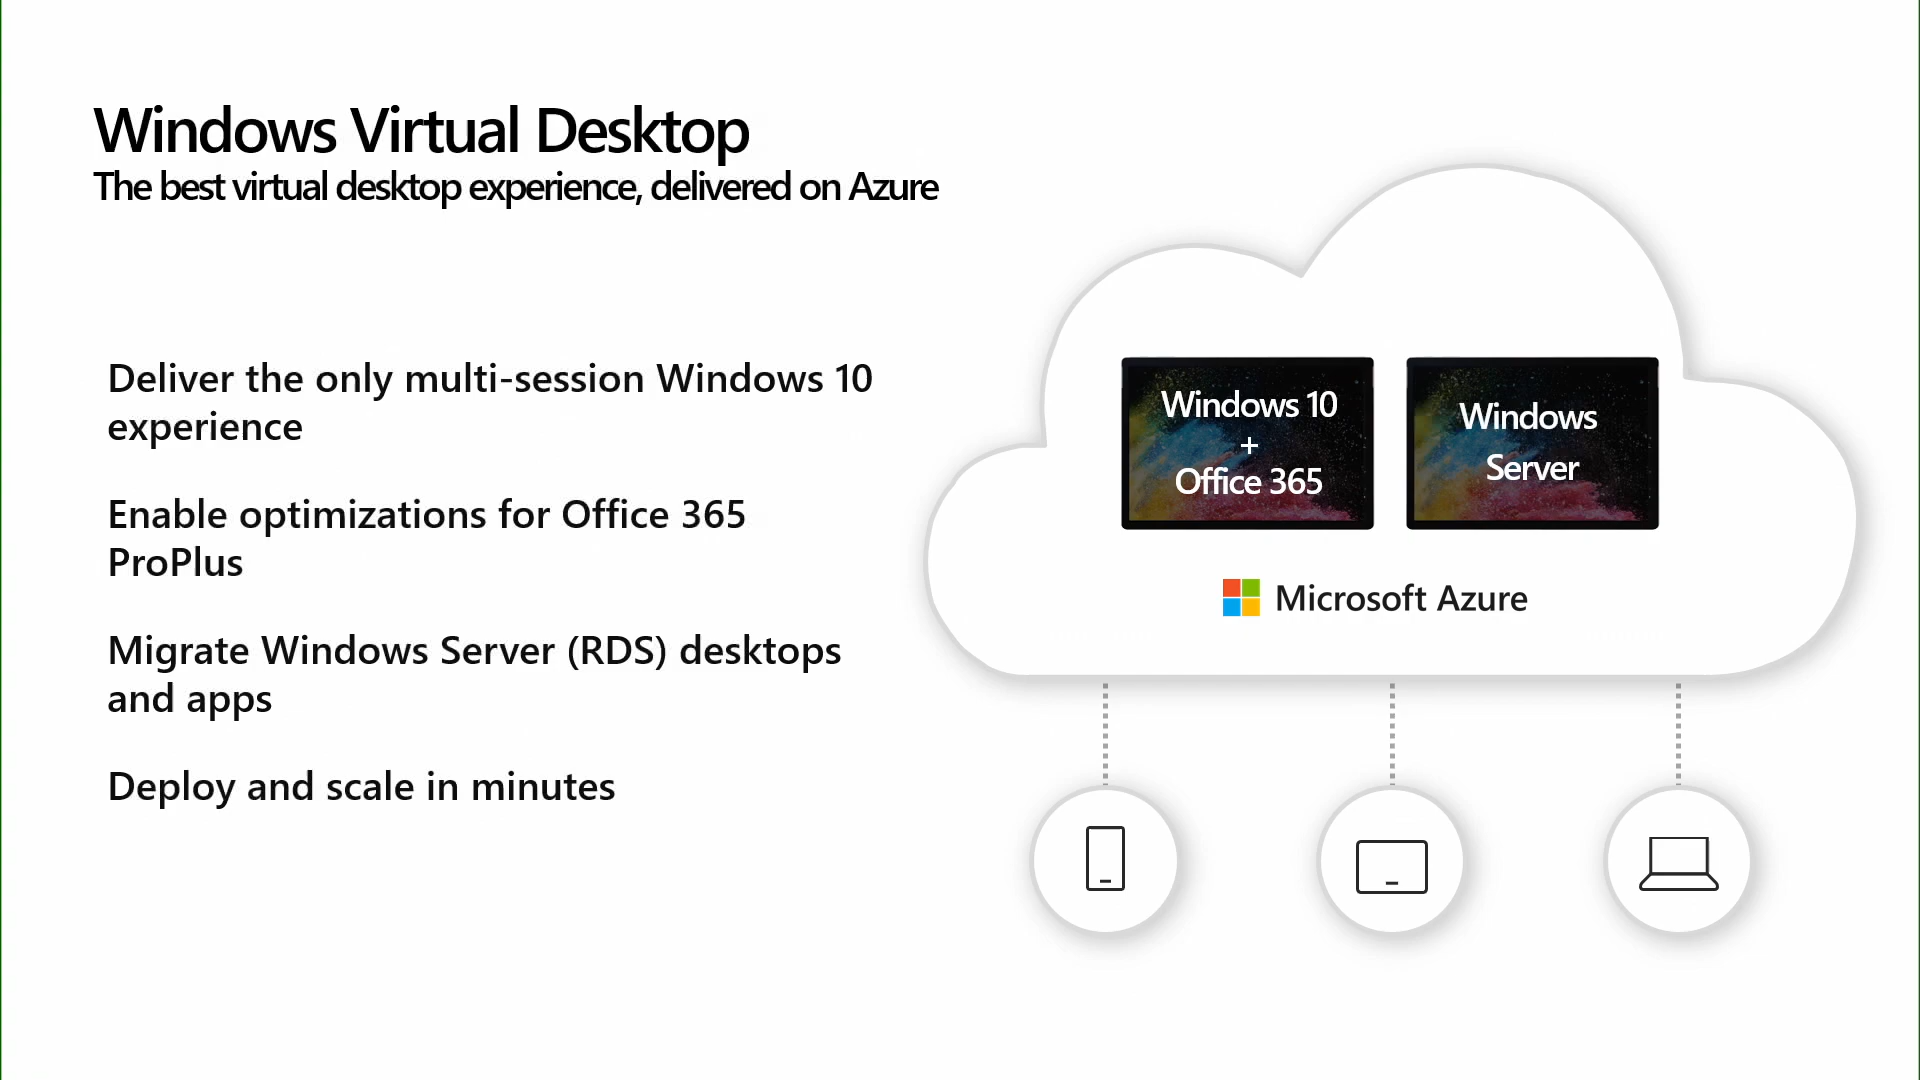 Windows Virtual Desktop
The best virtual desktop experience, delivered on Azure
Deliver the only multi-session Windows 10
experience
Enable optimizations for Office 365
ProPlus
Migrate Windows Server (RDS) desktops
and apps
Deploy and scale in minutes
Windows 10
+
Office 365
Windows
Server
Microsoft Azure